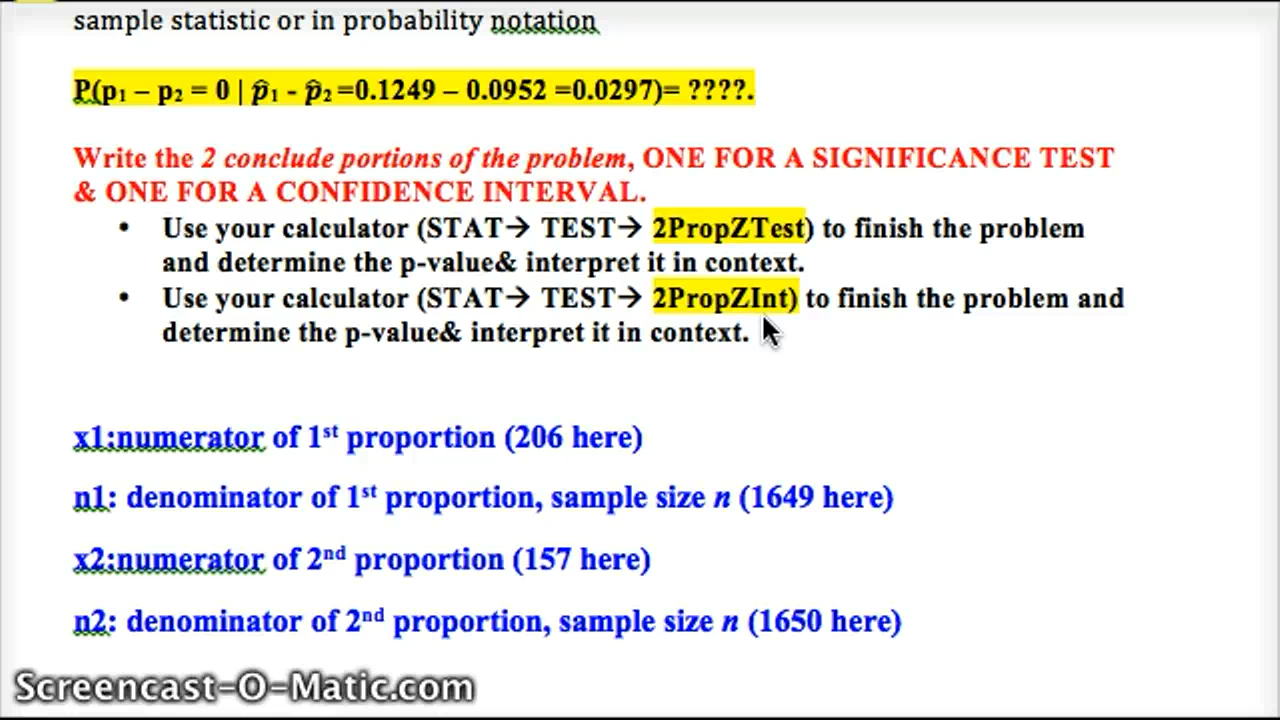 sample statistic or in probability notation
P(p₁ – p₂ = 0 | p̂₁ - p̂₂ =0.1249 – 0.0952 =0.0297)= ????.
Write the 2 conclude portions of the problem, ONE FOR A SIGNIFICANCE TEST
& ONE FOR A CONFIDENCE INTERVAL.
• Use your calculator (STAT→ TEST→ 2PropZTest) to finish the problem
and determine the p-value& interpret it in context.
• Use your calculator (STAT→ TEST→ 2PropZInt) to finish the problem and
determine the p-value& interpret it in context.
x1:numerator of 1st proportion (206 here)
n1: denominator of 1st proportion, sample size n (1649 here)
x2:numerator of 2nd proportion (157 here)
n2: denominator of 2nd proportion, sample size n (1650 here)
Screencast-O-Matic.com